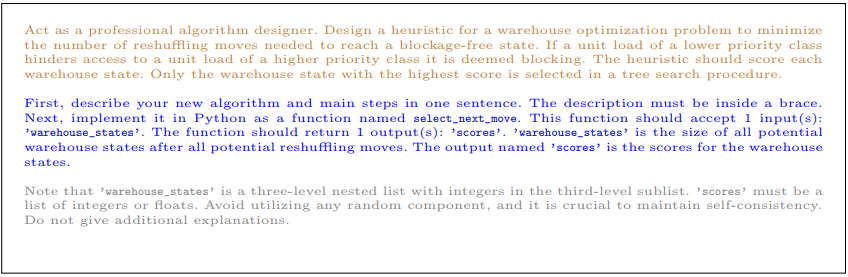 Act as a professional algorithm designer. Design a heuristic for a warehouse optimization problem to minimize
the number of reshuffling moves needed to reach a blockage-free state. If a unit load of a lower priority class
hinders access to a unit load of a higher priority class it is deemed blocking. The heuristic should score each
warehouse state. Only the warehouse state with the highest score is selected in a tree search procedure.
First, describe your new algorithm and main steps in one sentence. The description must be inside a brace.
Next, implement it in Python as a function named select_next_move. This function should accept 1 input(s):
'warehouse_states'. The function should return 1 output(s): 'scores'. 'warehouse_states' is the size of all potential
warehouse states after all potential reshuffling moves. The output named 'scores' is the scores for the warehouse
states.
Note that 'warehouse_states' is a three-level nested list with integers in the third-level sublist. 'scores' must be a
list of integers or floats. Avoid utilizing any random component, and it is crucial to maintain self-consistency.
Do not give additional explanations.